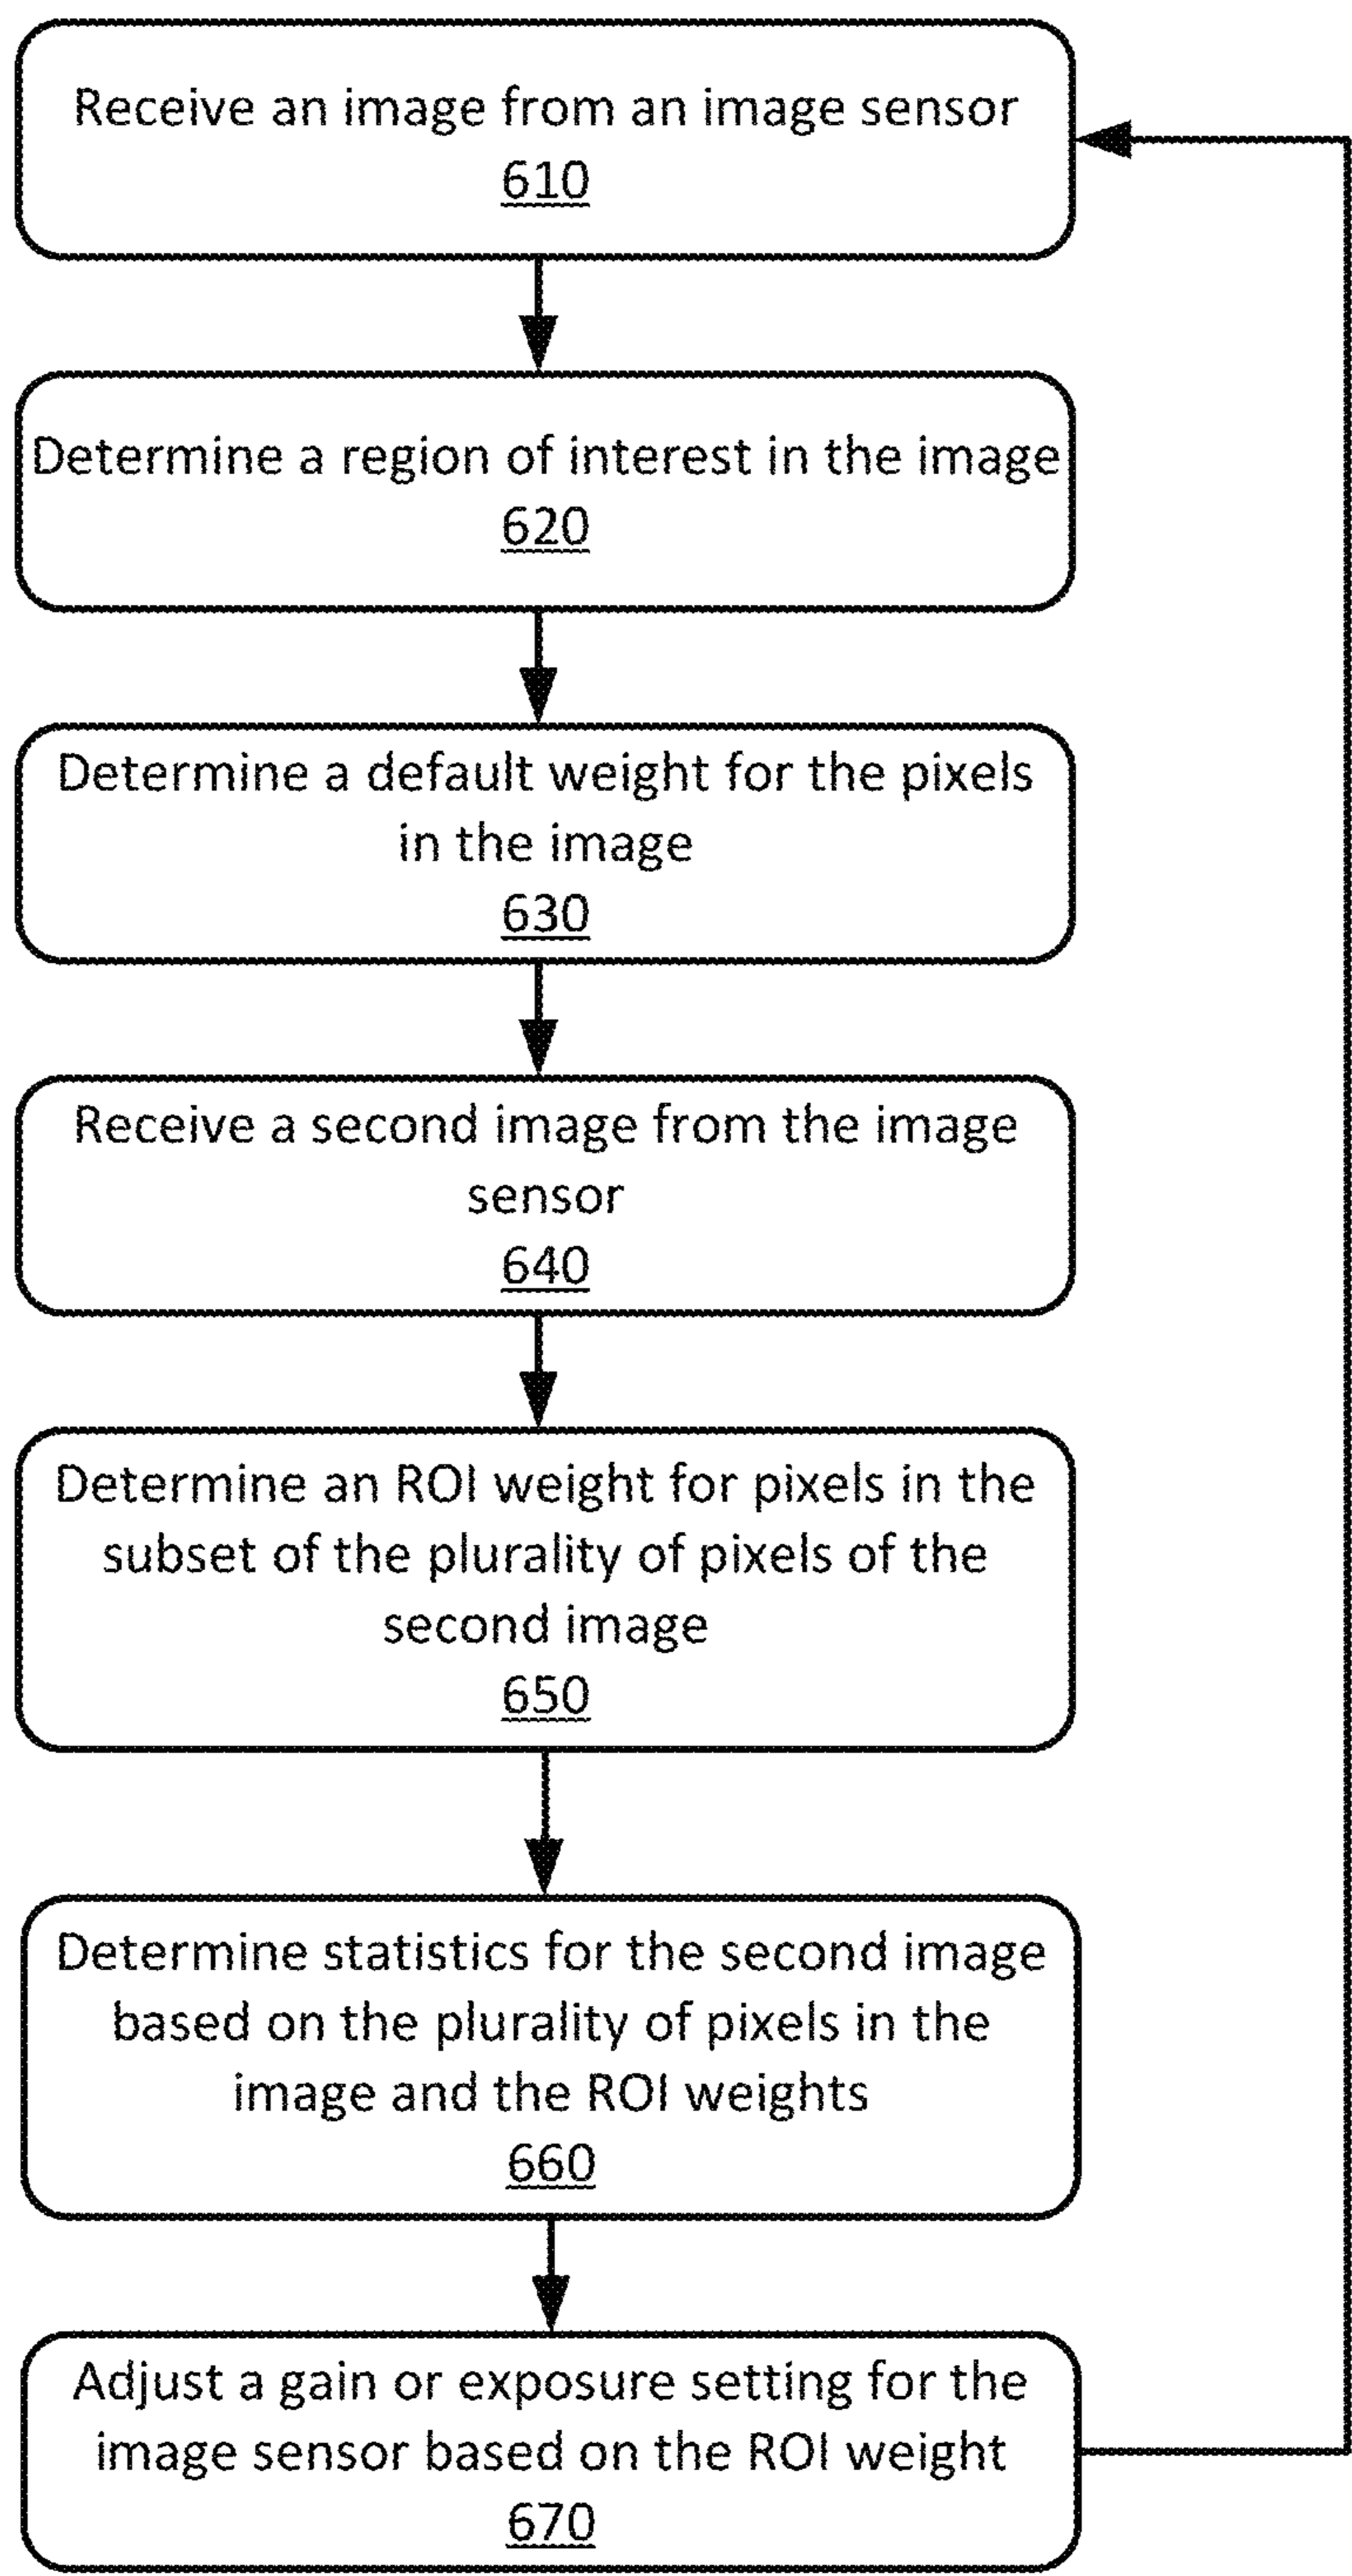 Receive an image from an image sensor
610
Determine a region of interest in the image
620
Determine a default weight for the pixels
in the image
630
Receive a second image from the image
sensor
640
Determine an ROI weight for pixels in the
subset of the plurality of pixels of the
second image
650
Determine statistics for the second image
based on the plurality of pixels in the
image and the ROI weights
660
Adjust a gain or exposure setting for the
image sensor based on the ROI weight
670